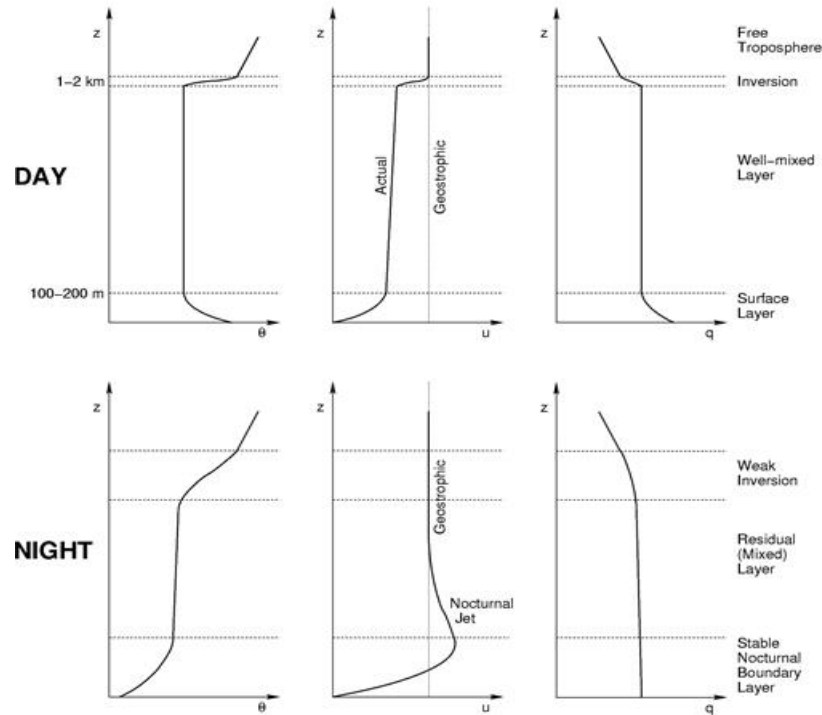 z
z
z
Free
Troposphere
1–2 km
Inversion
DAY
Actual
Geostrophic
Well–mixed
Layer
100–200 m
Surface
Layer
θ
u
q
z
z
z
Geostrophic
Weak
Inversion
NIGHT
Residual
(Mixed)
Layer
Nocturnal
Jet
Stable
Nocturnal
Boundary
Layer
θ
u
q